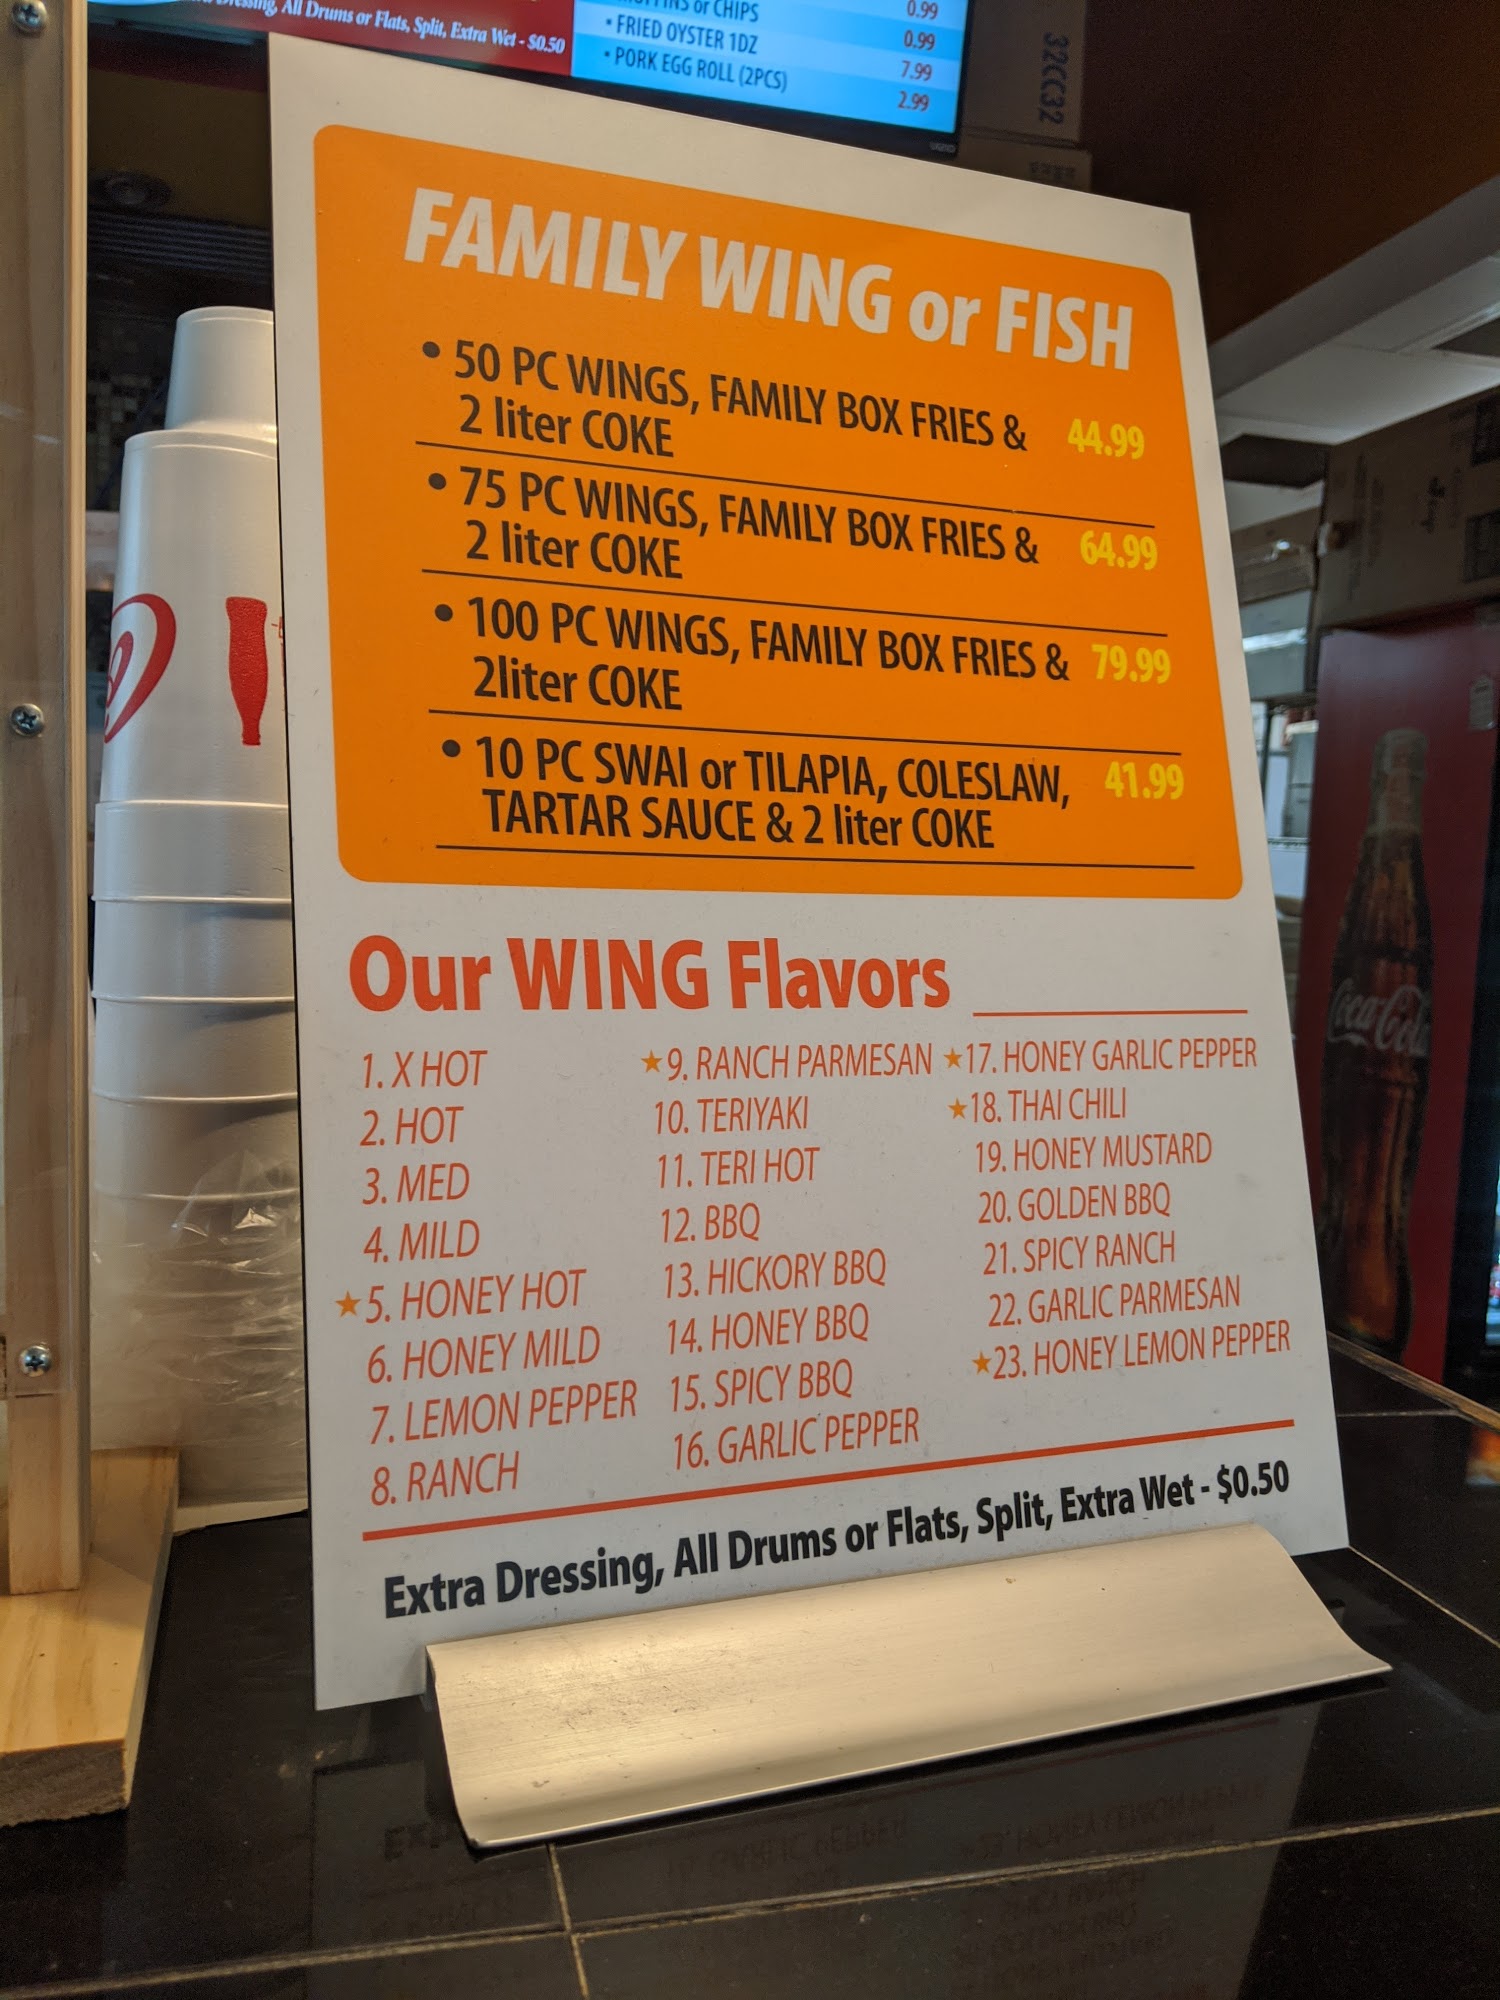 All Drums or Flats, Split, Extra Wet - $0.50
or CHIPS 0.99
• FRIED OYSTER 1DZ 0.99
• PORK EGG ROLL (2PCS) 7.99
2.99
32CC32
FAMILY WING or FISH
• 50 PC WINGS, FAMILY BOX FRIES & 44.99
2 liter COKE
• 75 PC WINGS, FAMILY BOX FRIES & 64.99
2 liter COKE
• 100 PC WINGS, FAMILY BOX FRIES & 79.99
2liter COKE
• 10 PC SWAI or TILAPIA, COLESLAW, 41.99
TARTAR SAUCE & 2 liter COKE
Our WING Flavors
1. X HOT
2. HOT
3. MED
4. MILD
★5. HONEY HOT
6. HONEY MILD
7. LEMON PEPPER
8. RANCH
★9. RANCH PARMESAN
10. TERIYAKI
11. TERI HOT
12. BBQ
13. HICKORY BBQ
14. HONEY BBQ
15. SPICY BBQ
16. GARLIC PEPPER
★17. HONEY GARLIC PEPPER
★18. THAI CHILI
19. HONEY MUSTARD
20. GOLDEN BBQ
21. SPICY RANCH
22. GARLIC PARMESAN
★23. HONEY LEMON PEPPER
Extra Dressing, All Drums or Flats, Split, Extra Wet - $0.50
Coca-Cola